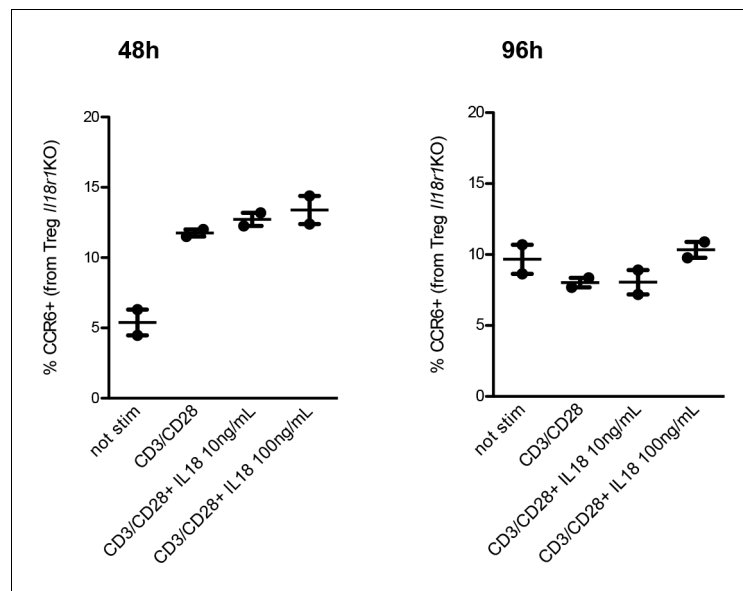 48h
% CCR6+ (from Treg Il18r1KO)
20
15
10
5
0
not stim
CD3/CD28
CD3/CD28+ IL18 10ng/mL
CD3/CD28+ IL18 100ng/mL
96h
% CCR6+ (from Treg Il18r1KO)
20
15
10
5
0
not stim
CD3/CD28
CD3/CD28+ IL18 10ng/mL
CD3/CD28+ IL18 100ng/mL